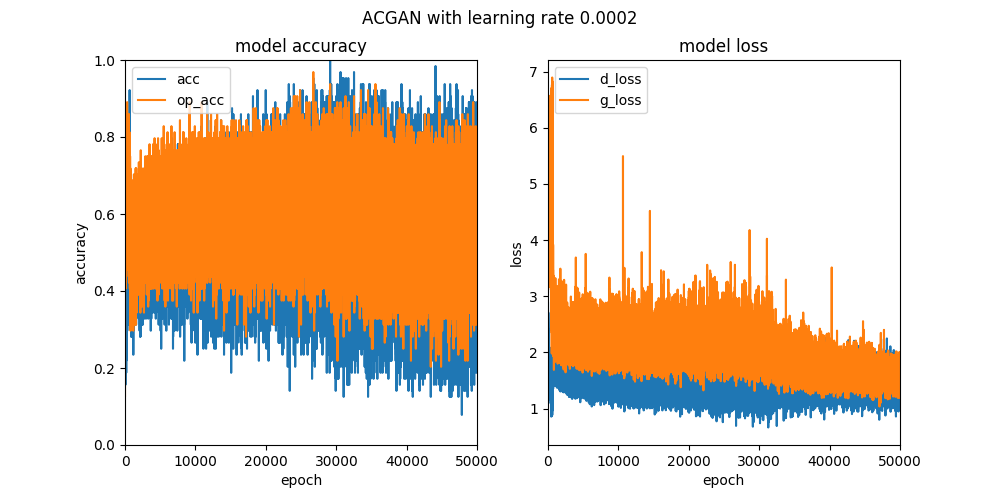 ACGAN with learning rate 0.0002
model accuracy
acc
op_acc
accuracy
1.0
0.8
0.6
0.4
0.2
0.0
0 10000 20000 30000 40000 50000
epoch
model loss
d_loss
g_loss
loss
7
6
5
4
3
2
1
0 10000 20000 30000 40000 50000
epoch